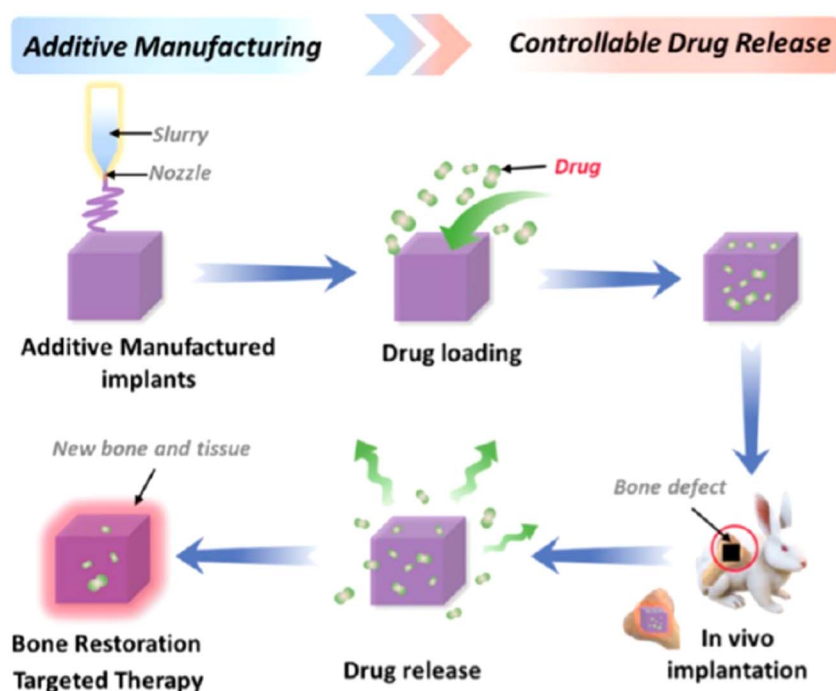 Additive Manufacturing
Controllable Drug Release
Slurry
Nozzle
Drug
Additive Manufactured
implants
Drug loading
New bone and tissue
Bone defect
Bone Restoration
Targeted Therapy
Drug release
In vivo
implantation